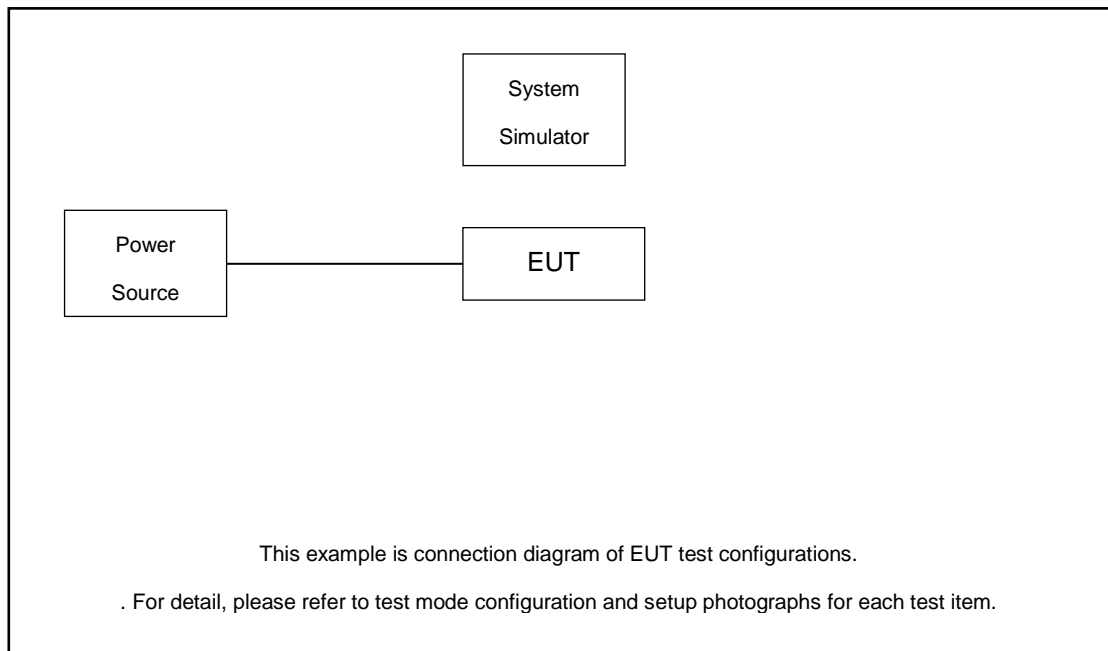 System
Simulator
Power
Source
EUT
This example is connection diagram of EUT test configurations.
. For detail, please refer to test mode configuration and setup photographs for each test item.